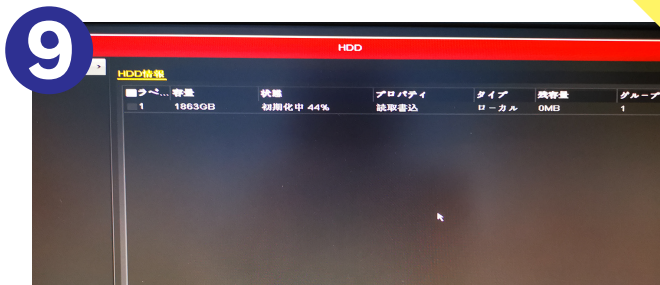 9
HDD
>
HDD情報
ラベ... 容量 状態 プロパティ タイプ 残容量 グループ
1 1863GB 初期化中 44% 読取書込 ローカル 0MB 1